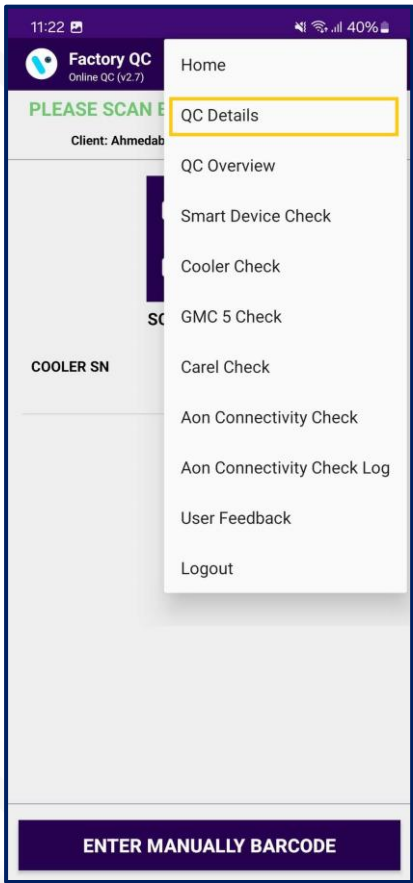 11:22 40%
Factory QC
Online QC (v2.7)
PLEASE SCAN
Client: Ahmedab
SC
COOLER SN
Home
QC Details
QC Overview
Smart Device Check
Cooler Check
GMC 5 Check
Carel Check
Aon Connectivity Check
Aon Connectivity Check Log
User Feedback
Logout
ENTER MANUALLY BARCODE